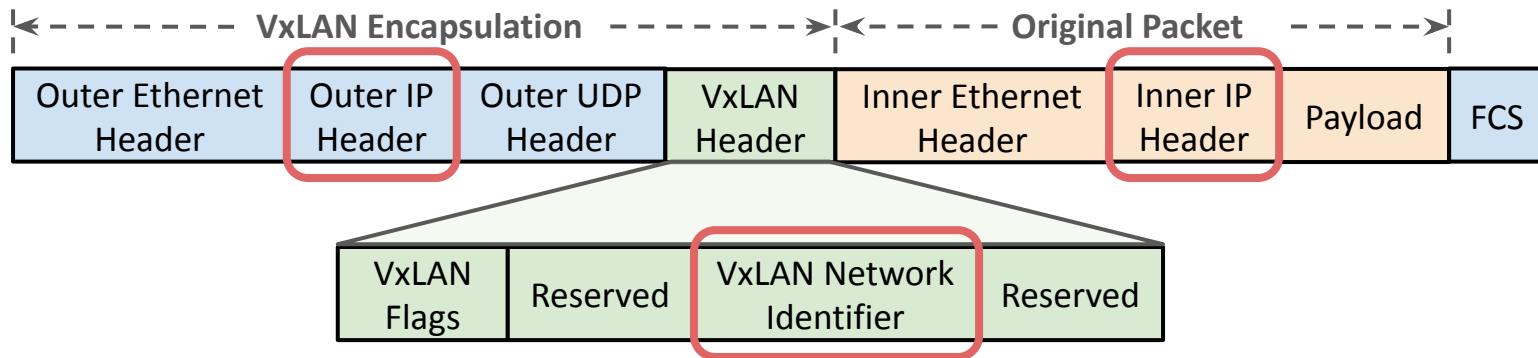 VxLAN Encapsulation
Original Packet
Outer Ethernet
Header
Outer IP
Header
Outer UDP
Header
VxLAN
Header
Inner Ethernet
Header
Inner IP
Header
Payload
FCS
VxLAN
Flags
Reserved
VxLAN Network
Identifier
Reserved